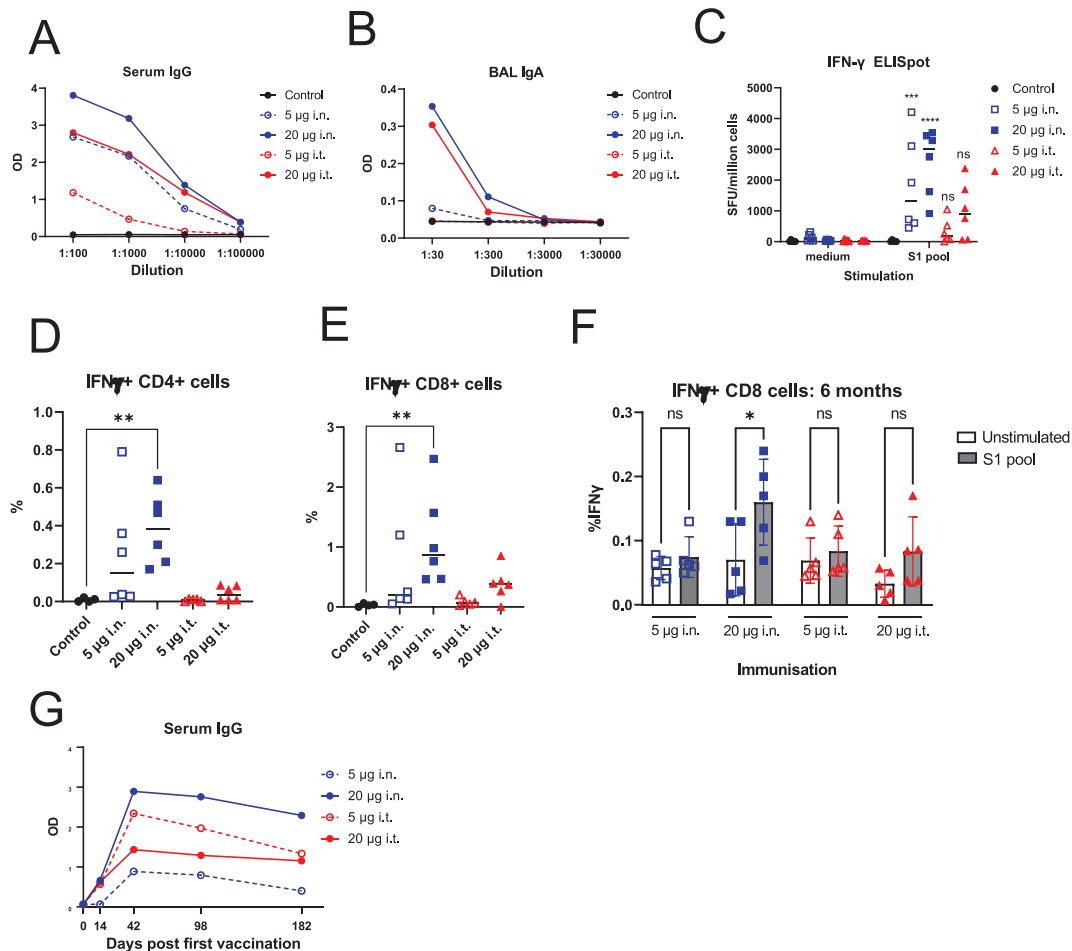 A
Serum IgG
OD
4
3
2
1
0
1:100
1:1000
1:10000
1:100000
Dilution
Control
5 µg i.n.
20 µg i.n.
5 µg i.t.
20 µg i.t.
B
BAL IgA
OD
0.4
0.3
0.2
0.1
0.0
1:30
1:300
1:3000
1:30000
Dilution
Control
5 µg i.n.
20 µg i.n.
5 µg i.t.
20 µg i.t.
C
IFN-γ ELISpot
SFU/million cells
5000
4000
3000
2000
1000
0
***
****
ns
ns
medium
S1 pool
Stimulation
Control
5 µg i.n.
20 µg i.n.
5 µg i.t.
20 µg i.t.
D
IFNγ+ CD4+ cells
%
1.0
0.8
0.6
0.4
0.2
0.0
**
Control
5 µg i.n.
20 µg i.n.
5 µg i.t.
20 µg i.t.
E
IFNγ+ CD8+ cells
%
3
2
1
0
**
Control
5 µg i.n.
20 µg i.n.
5 µg i.t.
20 µg i.t.
F
IFNγ+ CD8 cells: 6 months
%IFNγ
0.3
0.2
0.1
0.0
ns
*
ns
ns
Unstimulated
S1 pool
5 µg i.n.
20 µg i.n.
5 µg i.t.
20 µg i.t.
Immunisation
G
Serum IgG
OD
4
3
2
1
0
0
14
42
98
182
Days post first vaccination
5 µg i.n.
20 µg i.n.
5 µg i.t.
20 µg i.t.